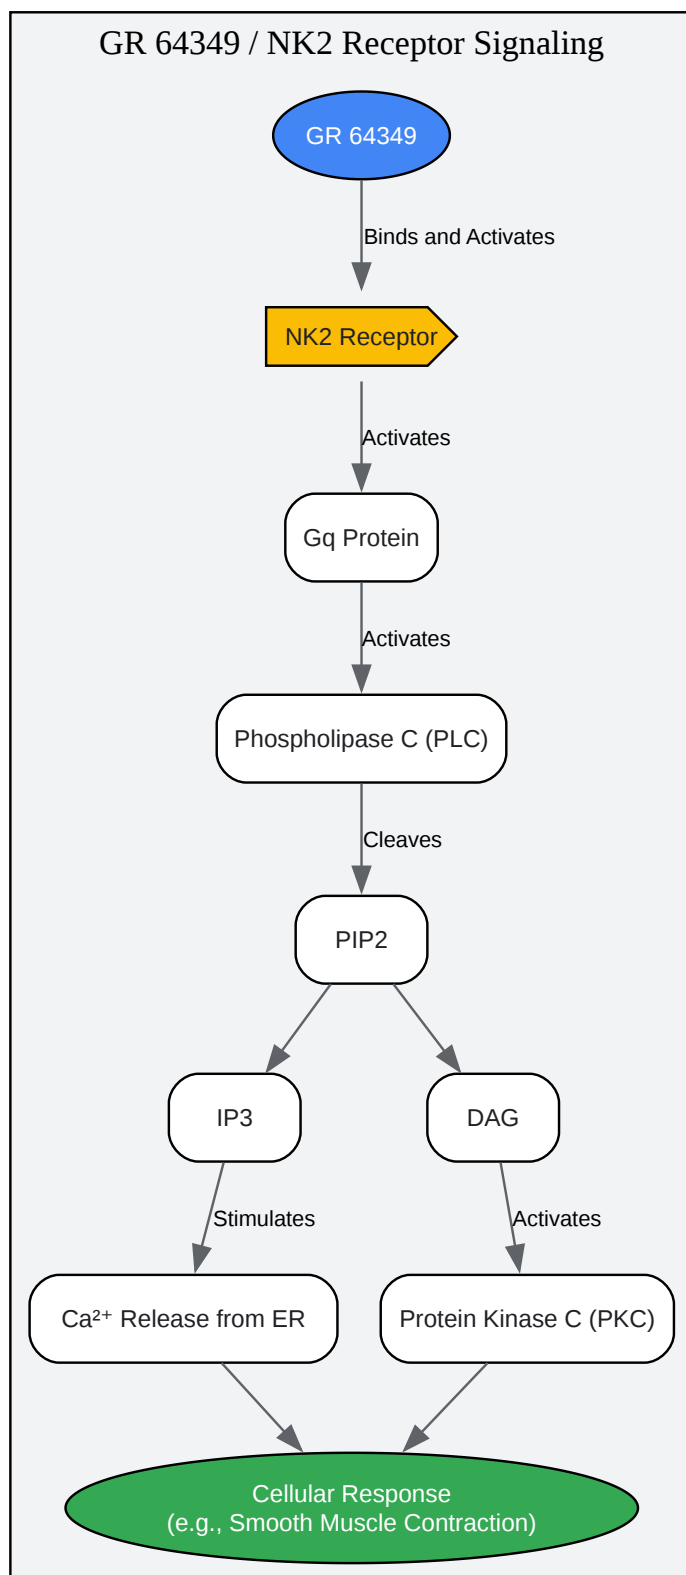 GR 64349 / NK2 Receptor Signaling
GR 64349
Binds and Activates
NK2 Receptor
Activates
Gq Protein
Activates
Phospholipase C (PLC)
Cleaves
PIP2
IP3
DAG
Stimulates
Activates
Ca²⁺ Release from ER
Protein Kinase C (PKC)
Cellular Response
(e.g., Smooth Muscle Contraction)